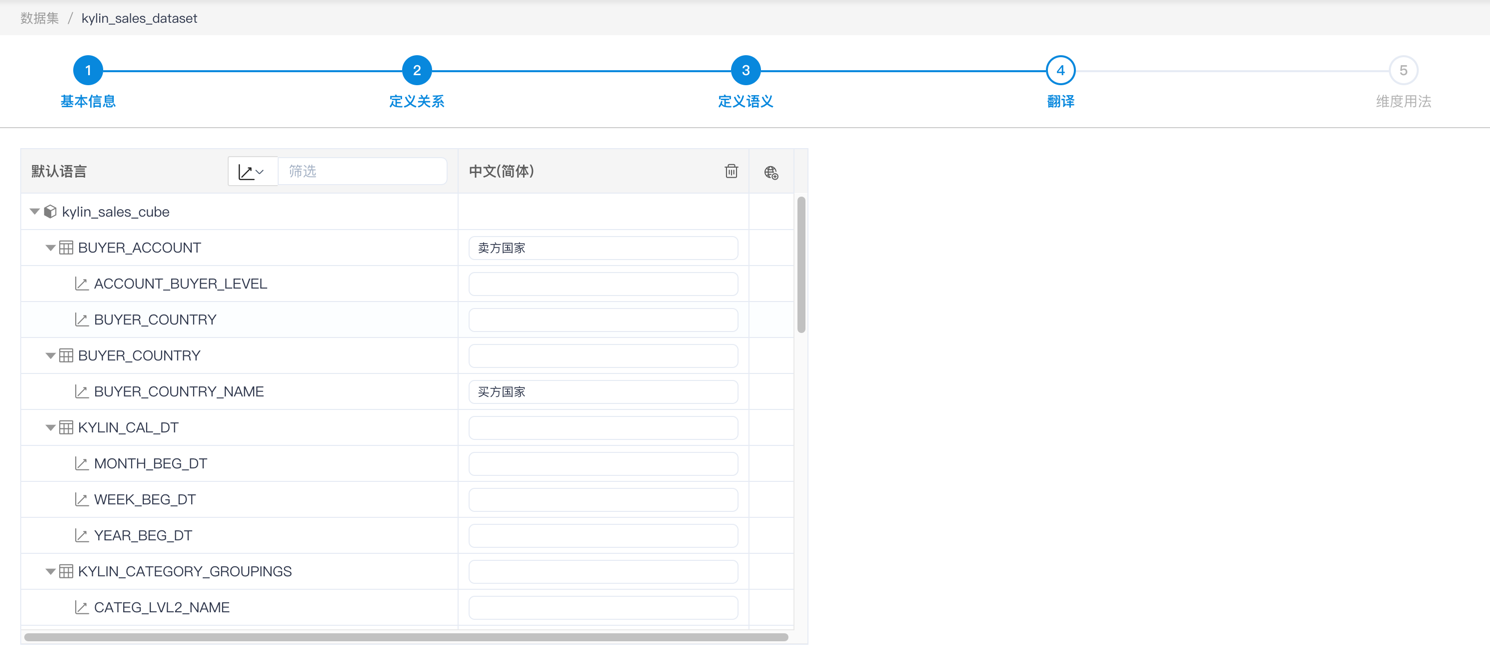 数据集 / kylin_sales_dataset
1 2 3 4 5
基本信息 定义关系 定义语义 翻译 维度用法
默认语言 筛选 中文(简体)
kylin_sales_cube
BUYER_ACCOUNT 卖方国家
ACCOUNT_BUYER_LEVEL
BUYER_COUNTRY
BUYER_COUNTRY
BUYER_COUNTRY_NAME 买方国家
KYLIN_CAL_DT
MONTH_BEG_DT
WEEK_BEG_DT
YEAR_BEG_DT
KYLIN_CATEGORY_GROUPINGS
CATEG_LVL2_NAME